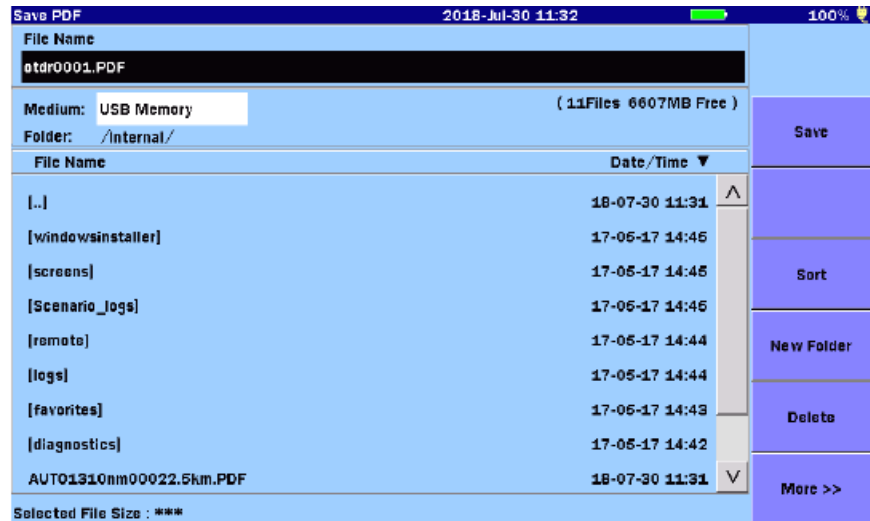 Save PDF 2018-Jul-30 11:32 100%
File Name
otdr0001.PDF
Medium: USB Memory (11Files 6607MB Free)
Folder: /Internal/
File Name Date/Time ▼
[..] 18-07-30 11:31
[windowsinstaller] 17-05-17 14:45
[screens] 17-05-17 14:45
[Scenario_logs] 17-05-17 14:45
[remote] 17-05-17 14:44
[logs] 17-05-17 14:44
[favorites] 17-05-17 14:43
[diagnostics] 17-05-17 14:42
AUTO1310nm00022.5km.PDF 18-07-30 11:31
Selected File Size : ***
Save
Sort
New Folder
Delete
More >>